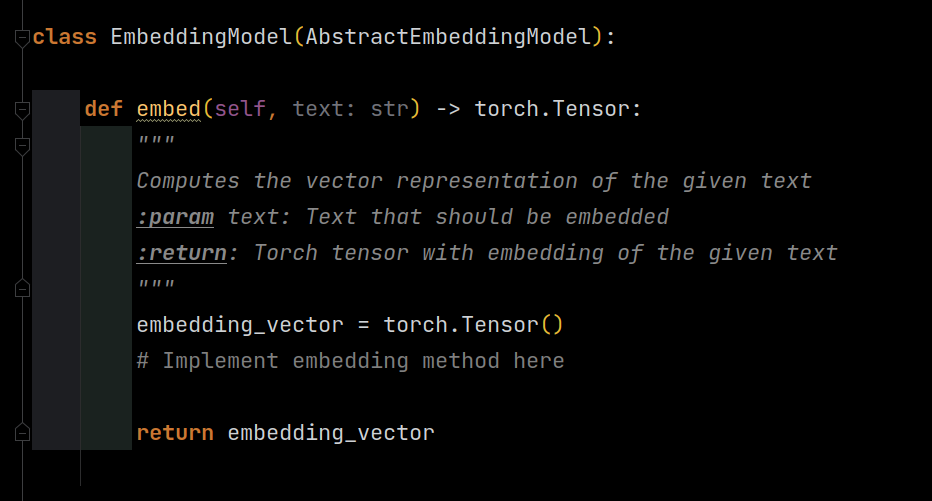 class EmbeddingModel(AbstractEmbeddingModel):
def embed(self, text: str) -> torch.Tensor:
"""
Computes the vector representation of the given text
:param text: Text that should be embedded
:return: Torch tensor with embedding of the given text
"""
embedding_vector = torch.Tensor()
# Implement embedding method here
return embedding_vector